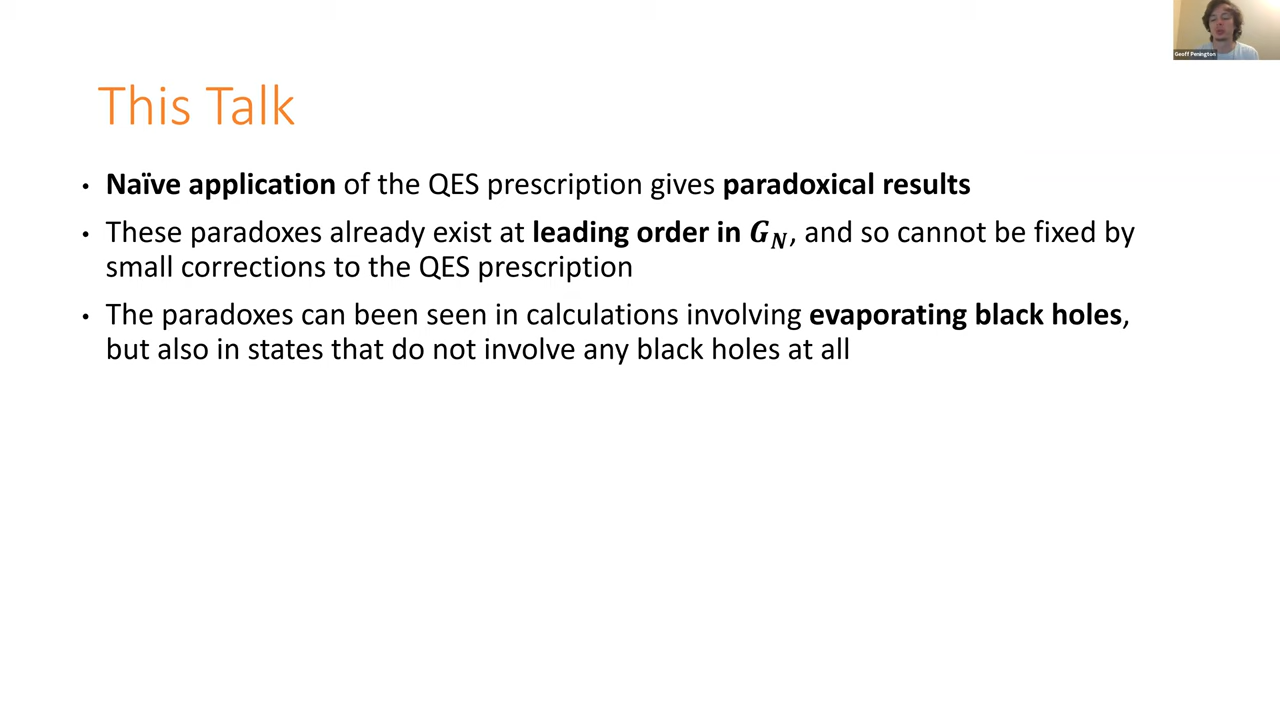 Geoff Penington
This Talk
• Naïve application of the QES prescription gives paradoxical results
• These paradoxes already exist at leading order in G_N, and so cannot be fixed by
small corrections to the QES prescription
• The paradoxes can been seen in calculations involving evaporating black holes,
but also in states that do not involve any black holes at all